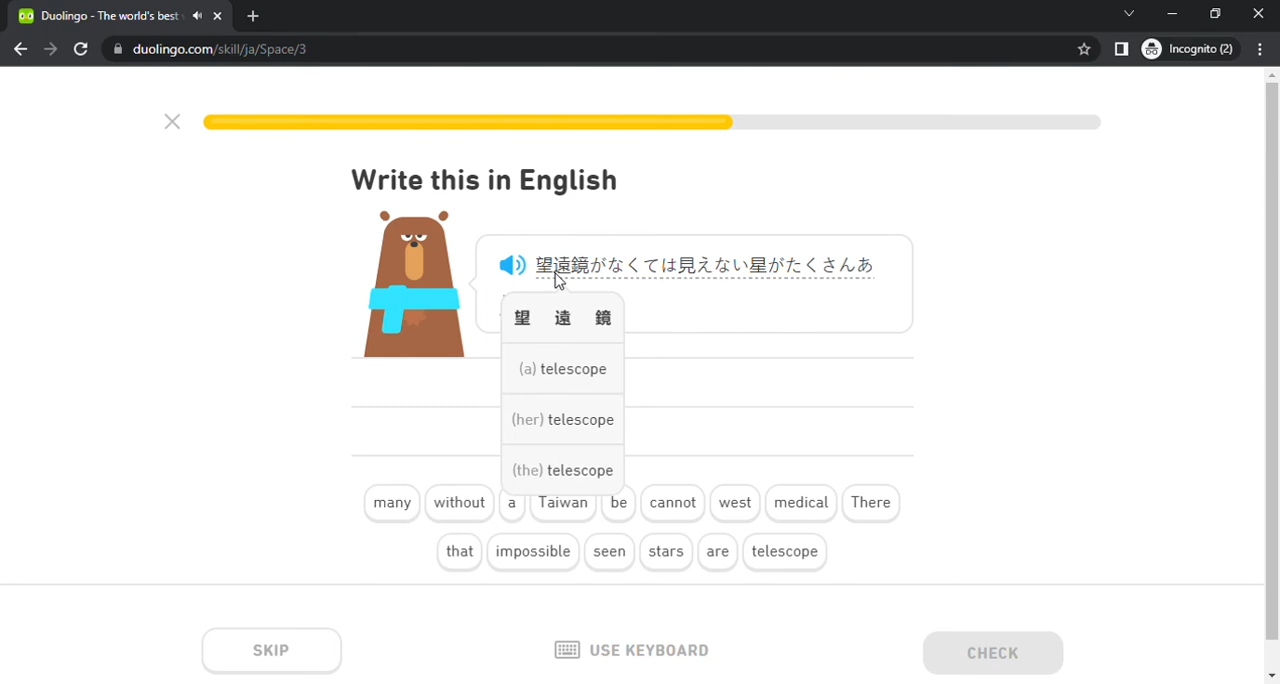 Duolingo - The world's best
duolingo.com/skill/ja/Space/3
Incognito (2)
Write this in English
望遠鏡がなくては見えない星がたくさんあ
望 遠 鏡
(a) telescope
(her) telescope
(the) telescope
many without a Taiwan be cannot west medical There
that impossible seen stars are telescope
SKIP
USE KEYBOARD
CHECK